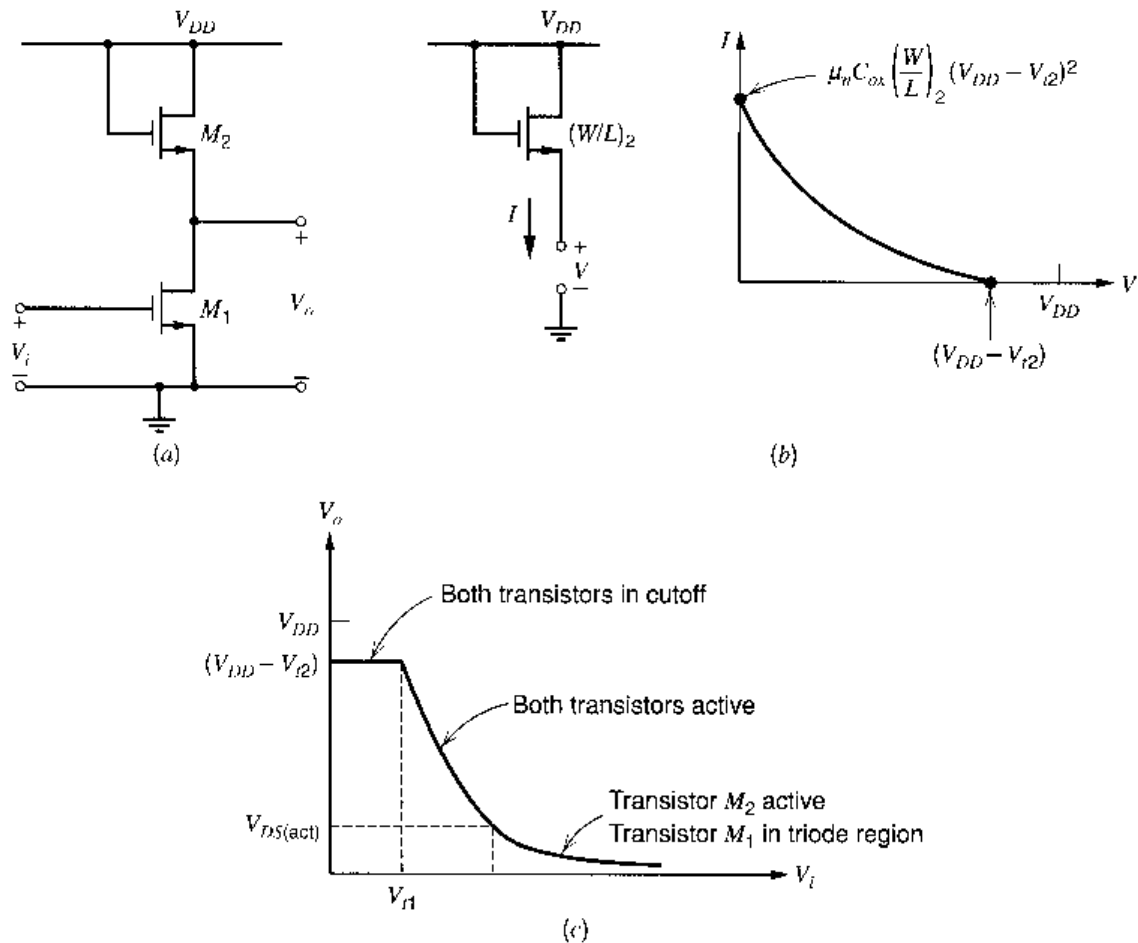 V_DD
M_2
M_1
+
V_i
−
+
V_o
−
(a)
V_DD
(W/L)_2
I
+
V
−
I
μ_n C_ox (W/L)_2 (V_DD − V_t2)^2
V
V_DD
(V_DD − V_t2)
(b)
V_o
Both transistors in cutoff
V_DD
(V_DD − V_t2)
Both transistors active
Transistor M_2 active
Transistor M_1 in triode region
V_DS(act)
V_i
V_t1
(c)